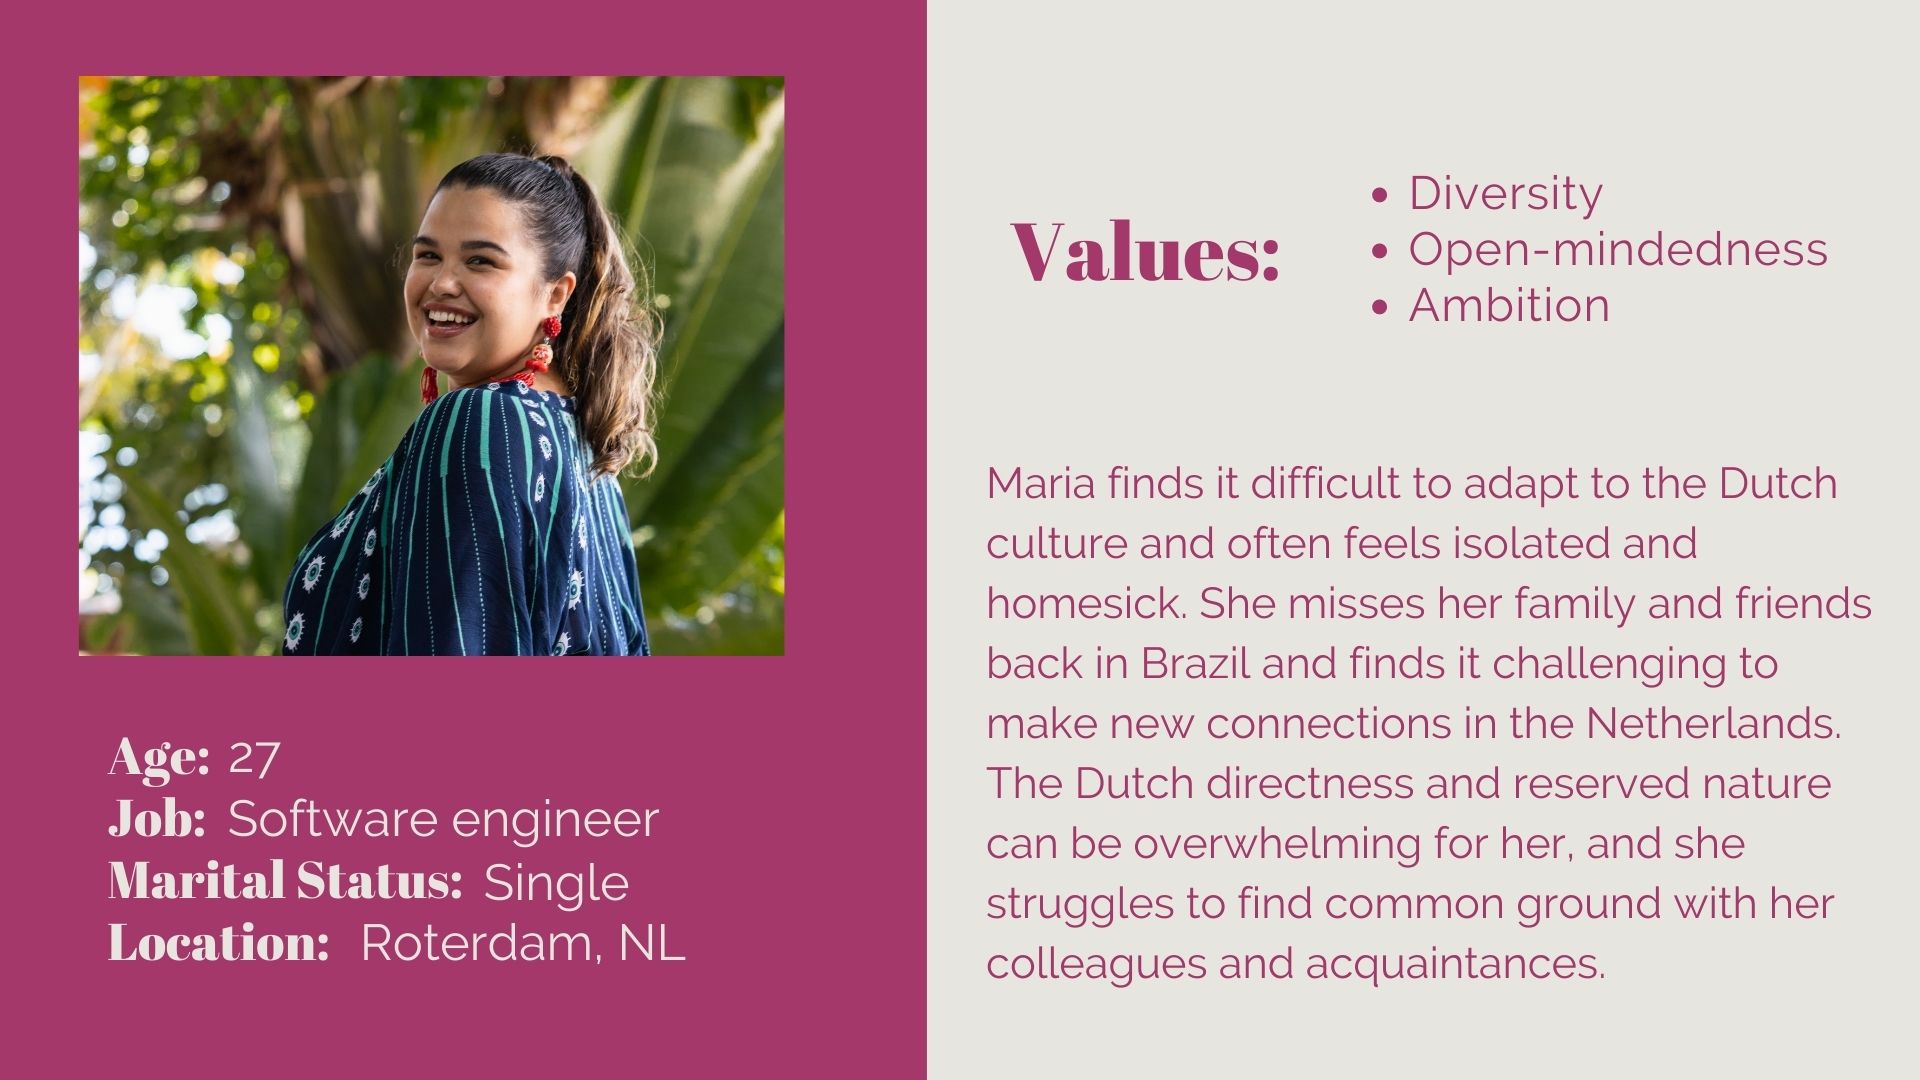 Age: 27
Job: Software engineer
Marital Status: Single
Location: Roterdam, NL
Values:
• Diversity
• Open-mindedness
• Ambition
Maria finds it difficult to adapt to the Dutch
culture and often feels isolated and
homesick. She misses her family and friends
back in Brazil and finds it challenging to
make new connections in the Netherlands.
The Dutch directness and reserved nature
can be overwhelming for her, and she
struggles to find common ground with her
colleagues and acquaintances.